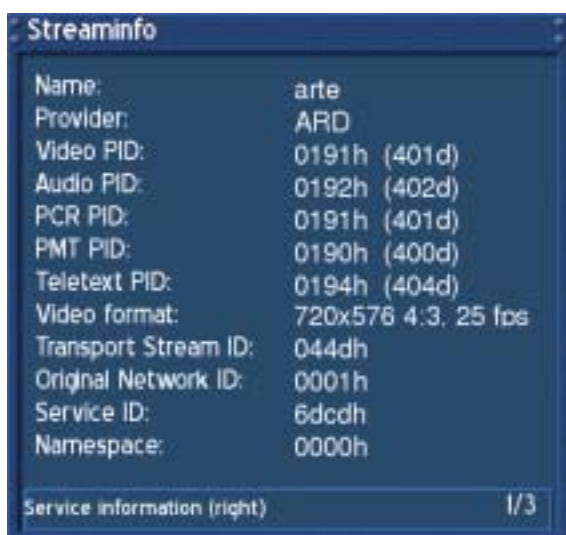 Streaminfo
Name: arte
Provider: ARD
Video PID: 0191h (401d)
Audio PID: 0192h (402d)
PCR PID: 0191h (401d)
PMT PID: 0190h (400d)
Teletext PID: 0194h (404d)
Video format: 720x576 4:3, 25 fps
Transport Stream ID: 044dh
Original Network ID: 0001h
Service ID: 6dcdh
Namespace: 0000h
Service information (right) 1/3